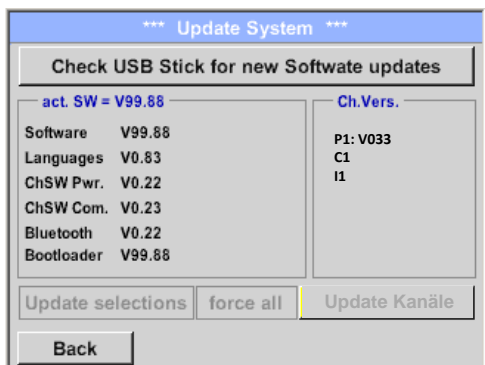 *** Update System ***
Check USB Stick for new Softwate updates
act. SW = V99.88
Software V99.88
Languages V0.83
ChSW Pwr. V0.22
ChSW Com. V0.23
Bluetooth V0.22
Bootloader V99.88
Ch.Vers.
P1: V033
C1
I1
Update selections force all Update Kanäle
Back